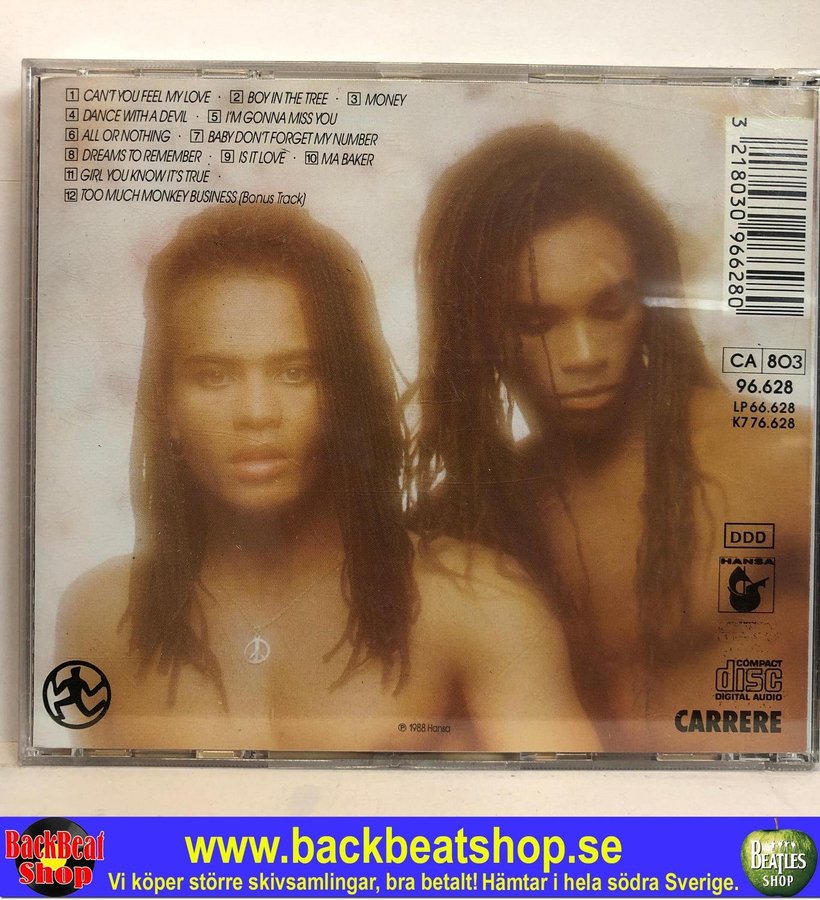 1 CAN'T YOU FEEL MY LOVE · 2 BOY IN THE TREE · 3 MONEY
4 DANCE WITH A DEVIL · 5 I'M GONNA MISS YOU
6 ALL OR NOTHING · 7 BABY DON'T FORGET MY NUMBER
8 DREAMS TO REMEMBER · 9 IS IT LOVE · 10 MA BAKER
11 GIRL YOU KNOW IT'S TRUE ·
12 TOO MUCH MONKEY BUSINESS (Bonus Track)
3 218030 966280
CA 803
96.628
LP 66.628
K7 76.628
DDD
HANSA
COMPACT
disc
DIGITAL AUDIO
CARRERE
℗ 1988 Hansa
BackBeat
Shop
www.backbeatshop.se
Vi köper större skivsamlingar, bra betalt! Hämtar i hela södra Sverige.
BEATLES
SHOP